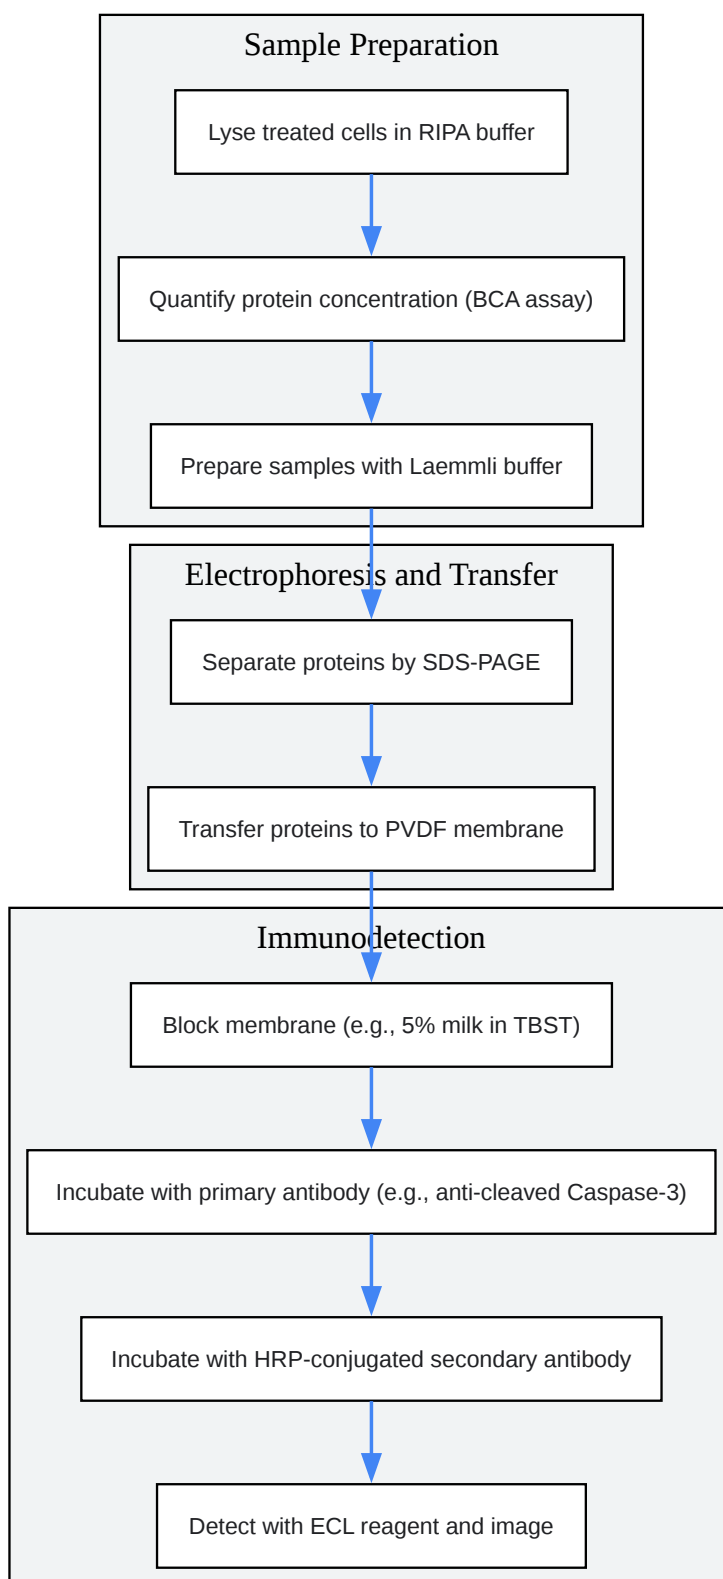 Sample Preparation
Lyse treated cells in RIPA buffer
Quantify protein concentration (BCA assay)
Prepare samples with Laemmli buffer
Electrophoresis and Transfer
Separate proteins by SDS-PAGE
Transfer proteins to PVDF membrane
Immunodetection
Block membrane (e.g., 5% milk in TBST)
Incubate with primary antibody (e.g., anti-cleaved Caspase-3)
Incubate with HRP-conjugated secondary antibody
Detect with ECL reagent and image